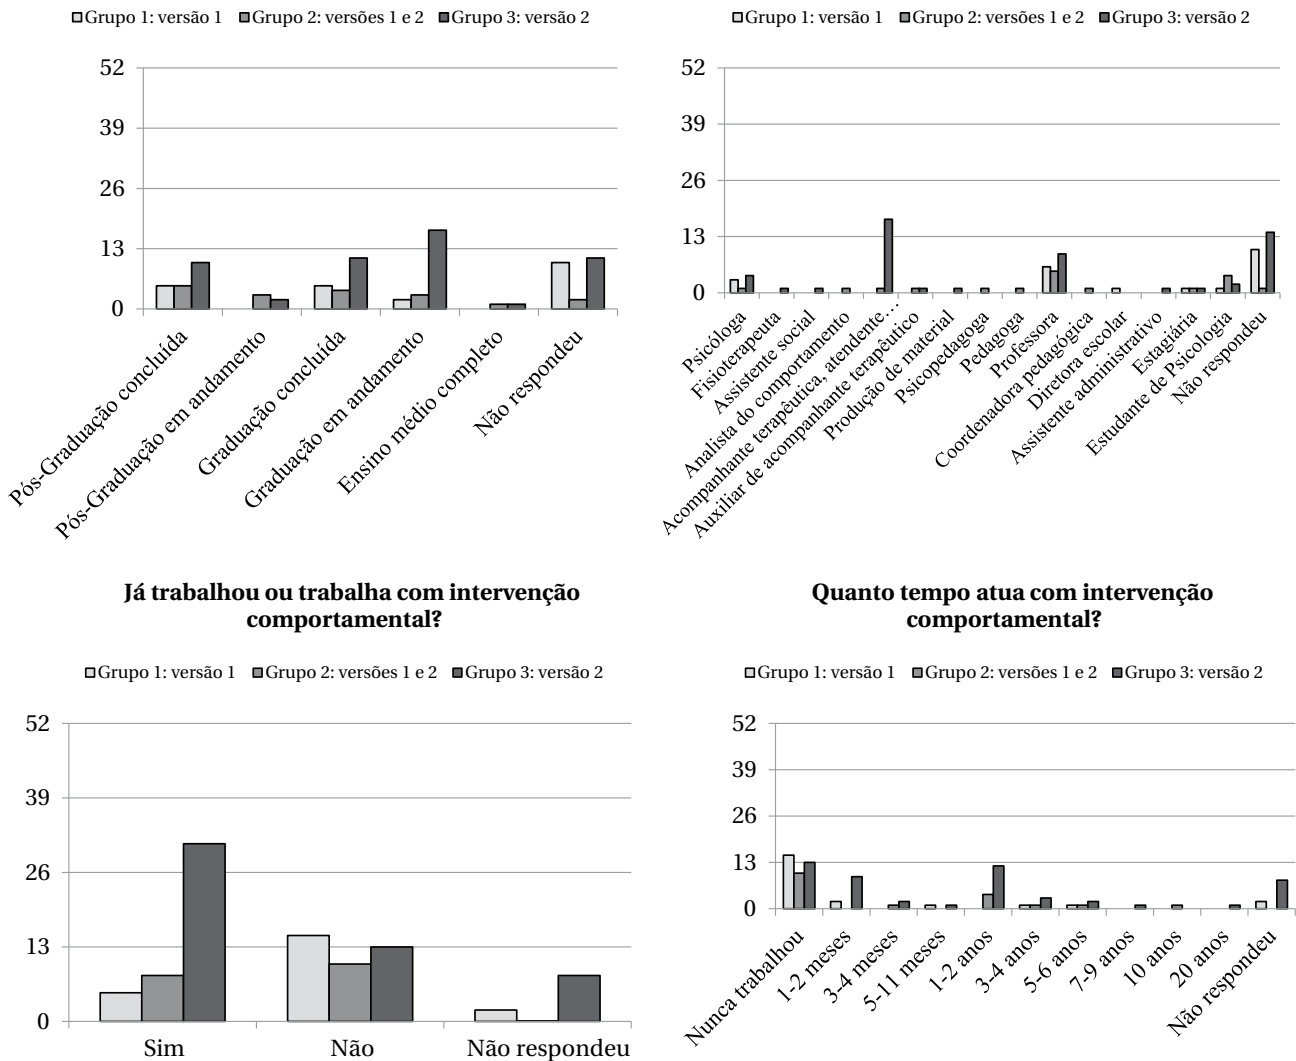 Grupo 1: versão 1 Grupo 2: versões 1 e 2 Grupo 3: versão 2
52
39
26
13
0
Pós-Graduação concluída
Pós-Graduação em andamento
Graduação concluída
Graduação em andamento
Ensino médio completo
Não respondeu
Grupo 1: versão 1 Grupo 2: versões 1 e 2 Grupo 3: versão 2
52
39
26
13
0
Psicóloga
Fisioterapeuta
Assistente social
Analista do comportamento
Acompanhante terapêutica, atendente…
Auxiliar de acompanhante terapêutico
Produção de material
Psicopedagoga
Pedagoga
Professora
Coordenadora pedagógica
Diretora escolar
Assistente administrativo
Estagiária
Estudante de Psicologia
Não respondeu
Já trabalhou ou trabalha com intervenção
comportamental?
Grupo 1: versão 1 Grupo 2: versões 1 e 2 Grupo 3: versão 2
52
39
26
13
0
Sim Não Não respondeu
Quanto tempo atua com intervenção
comportamental?
Grupo 1: versão 1 Grupo 2: versões 1 e 2 Grupo 3: versão 2
52
39
26
13
0
Nunca trabalhou
1-2 meses
3-4 meses
5-11 meses
1-2 anos
3-4 anos
5-6 anos
7-9 anos
10 anos
20 anos
Não respondeu